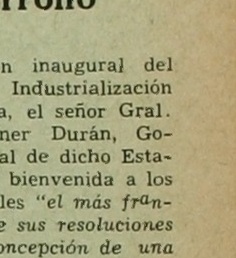 rrollo
n inaugural del
Industrialización
a, el señor Gral.
ner Durán, Go-
al de dicho Esta-
bienvenida a los
les "el más fran-
e sus resoluciones
oncepción de una